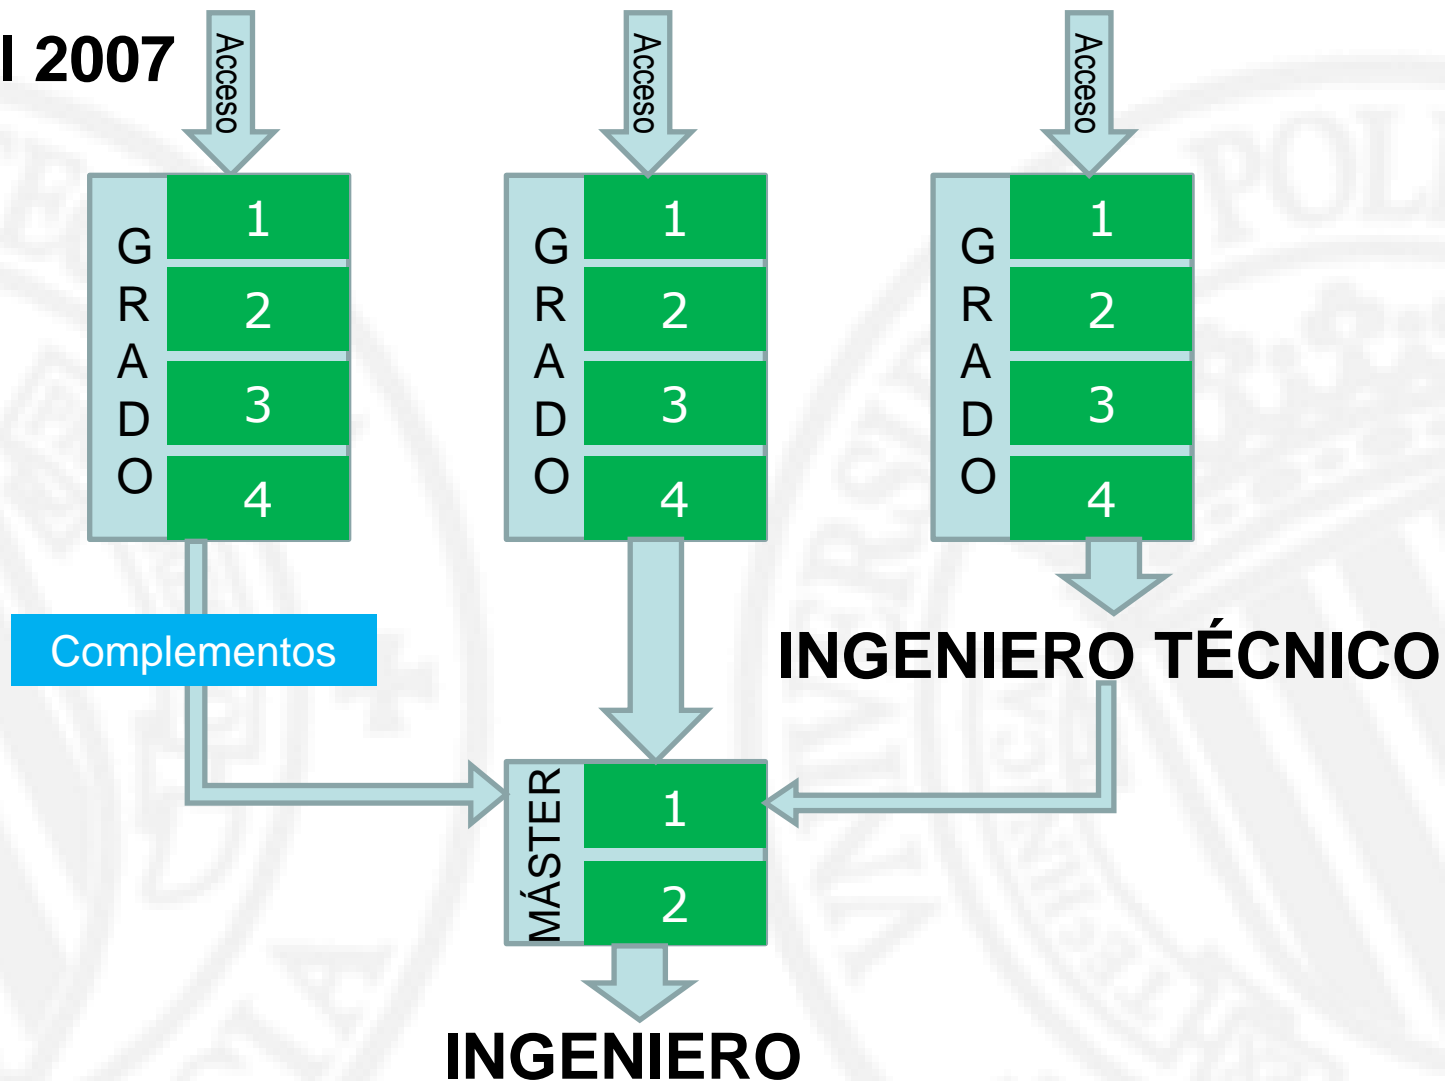 l 2007
Acceso
Acceso
Acceso
GRADO
1
2
3
4
GRADO
1
2
3
4
GRADO
1
2
3
4
Complementos
INGENIERO TÉCNICO
MÁSTER
1
2
INGENIERO